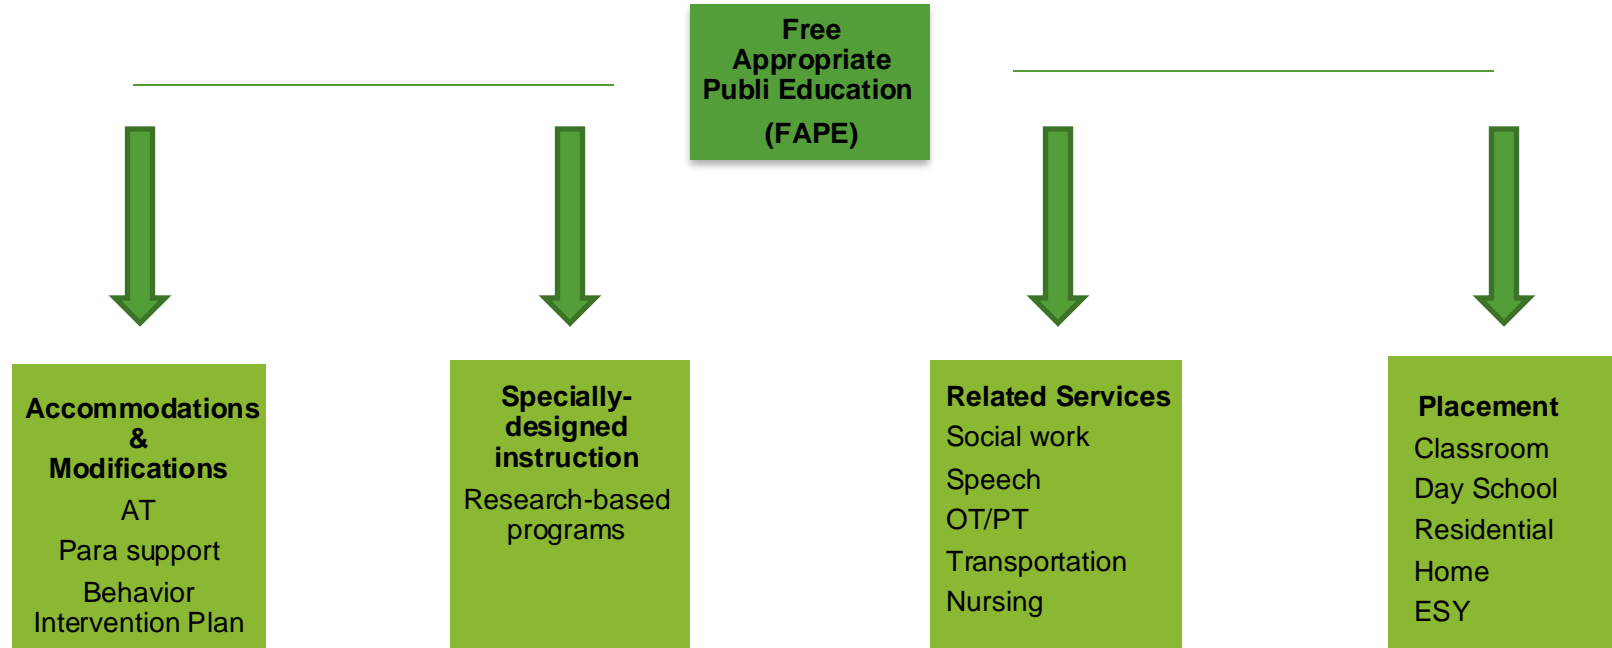 Free
Appropriate
Publi Education
(FAPE)
Accommodations
&
Modifications
AT
Para support
Behavior
Intervention Plan
Specially-
designed
instruction
Research-based
programs
Related Services
Social work
Speech
OT/PT
Transportation
Nursing
Placement
Classroom
Day School
Residential
Home
ESY